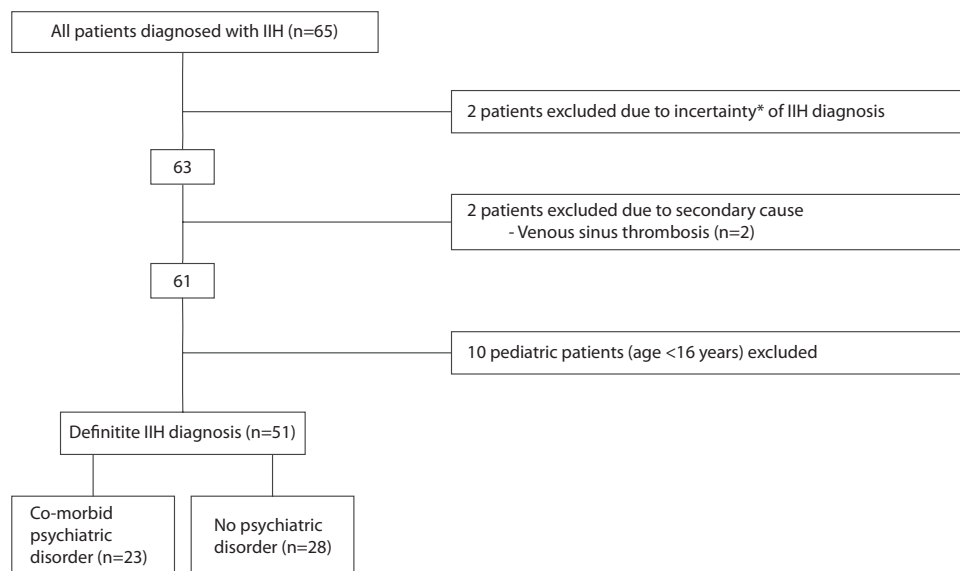 All patients diagnosed with IIH (n=65)
2 patients excluded due to incertainty* of IIH diagnosis
63
2 patients excluded due to secondary cause
- Venous sinus thrombosis (n=2)
61
10 pediatric patients (age <16 years) excluded
Definitite IIH diagnosis (n=51)
Co-morbid
psychiatric
disorder (n=23)
No psychiatric
disorder (n=28)